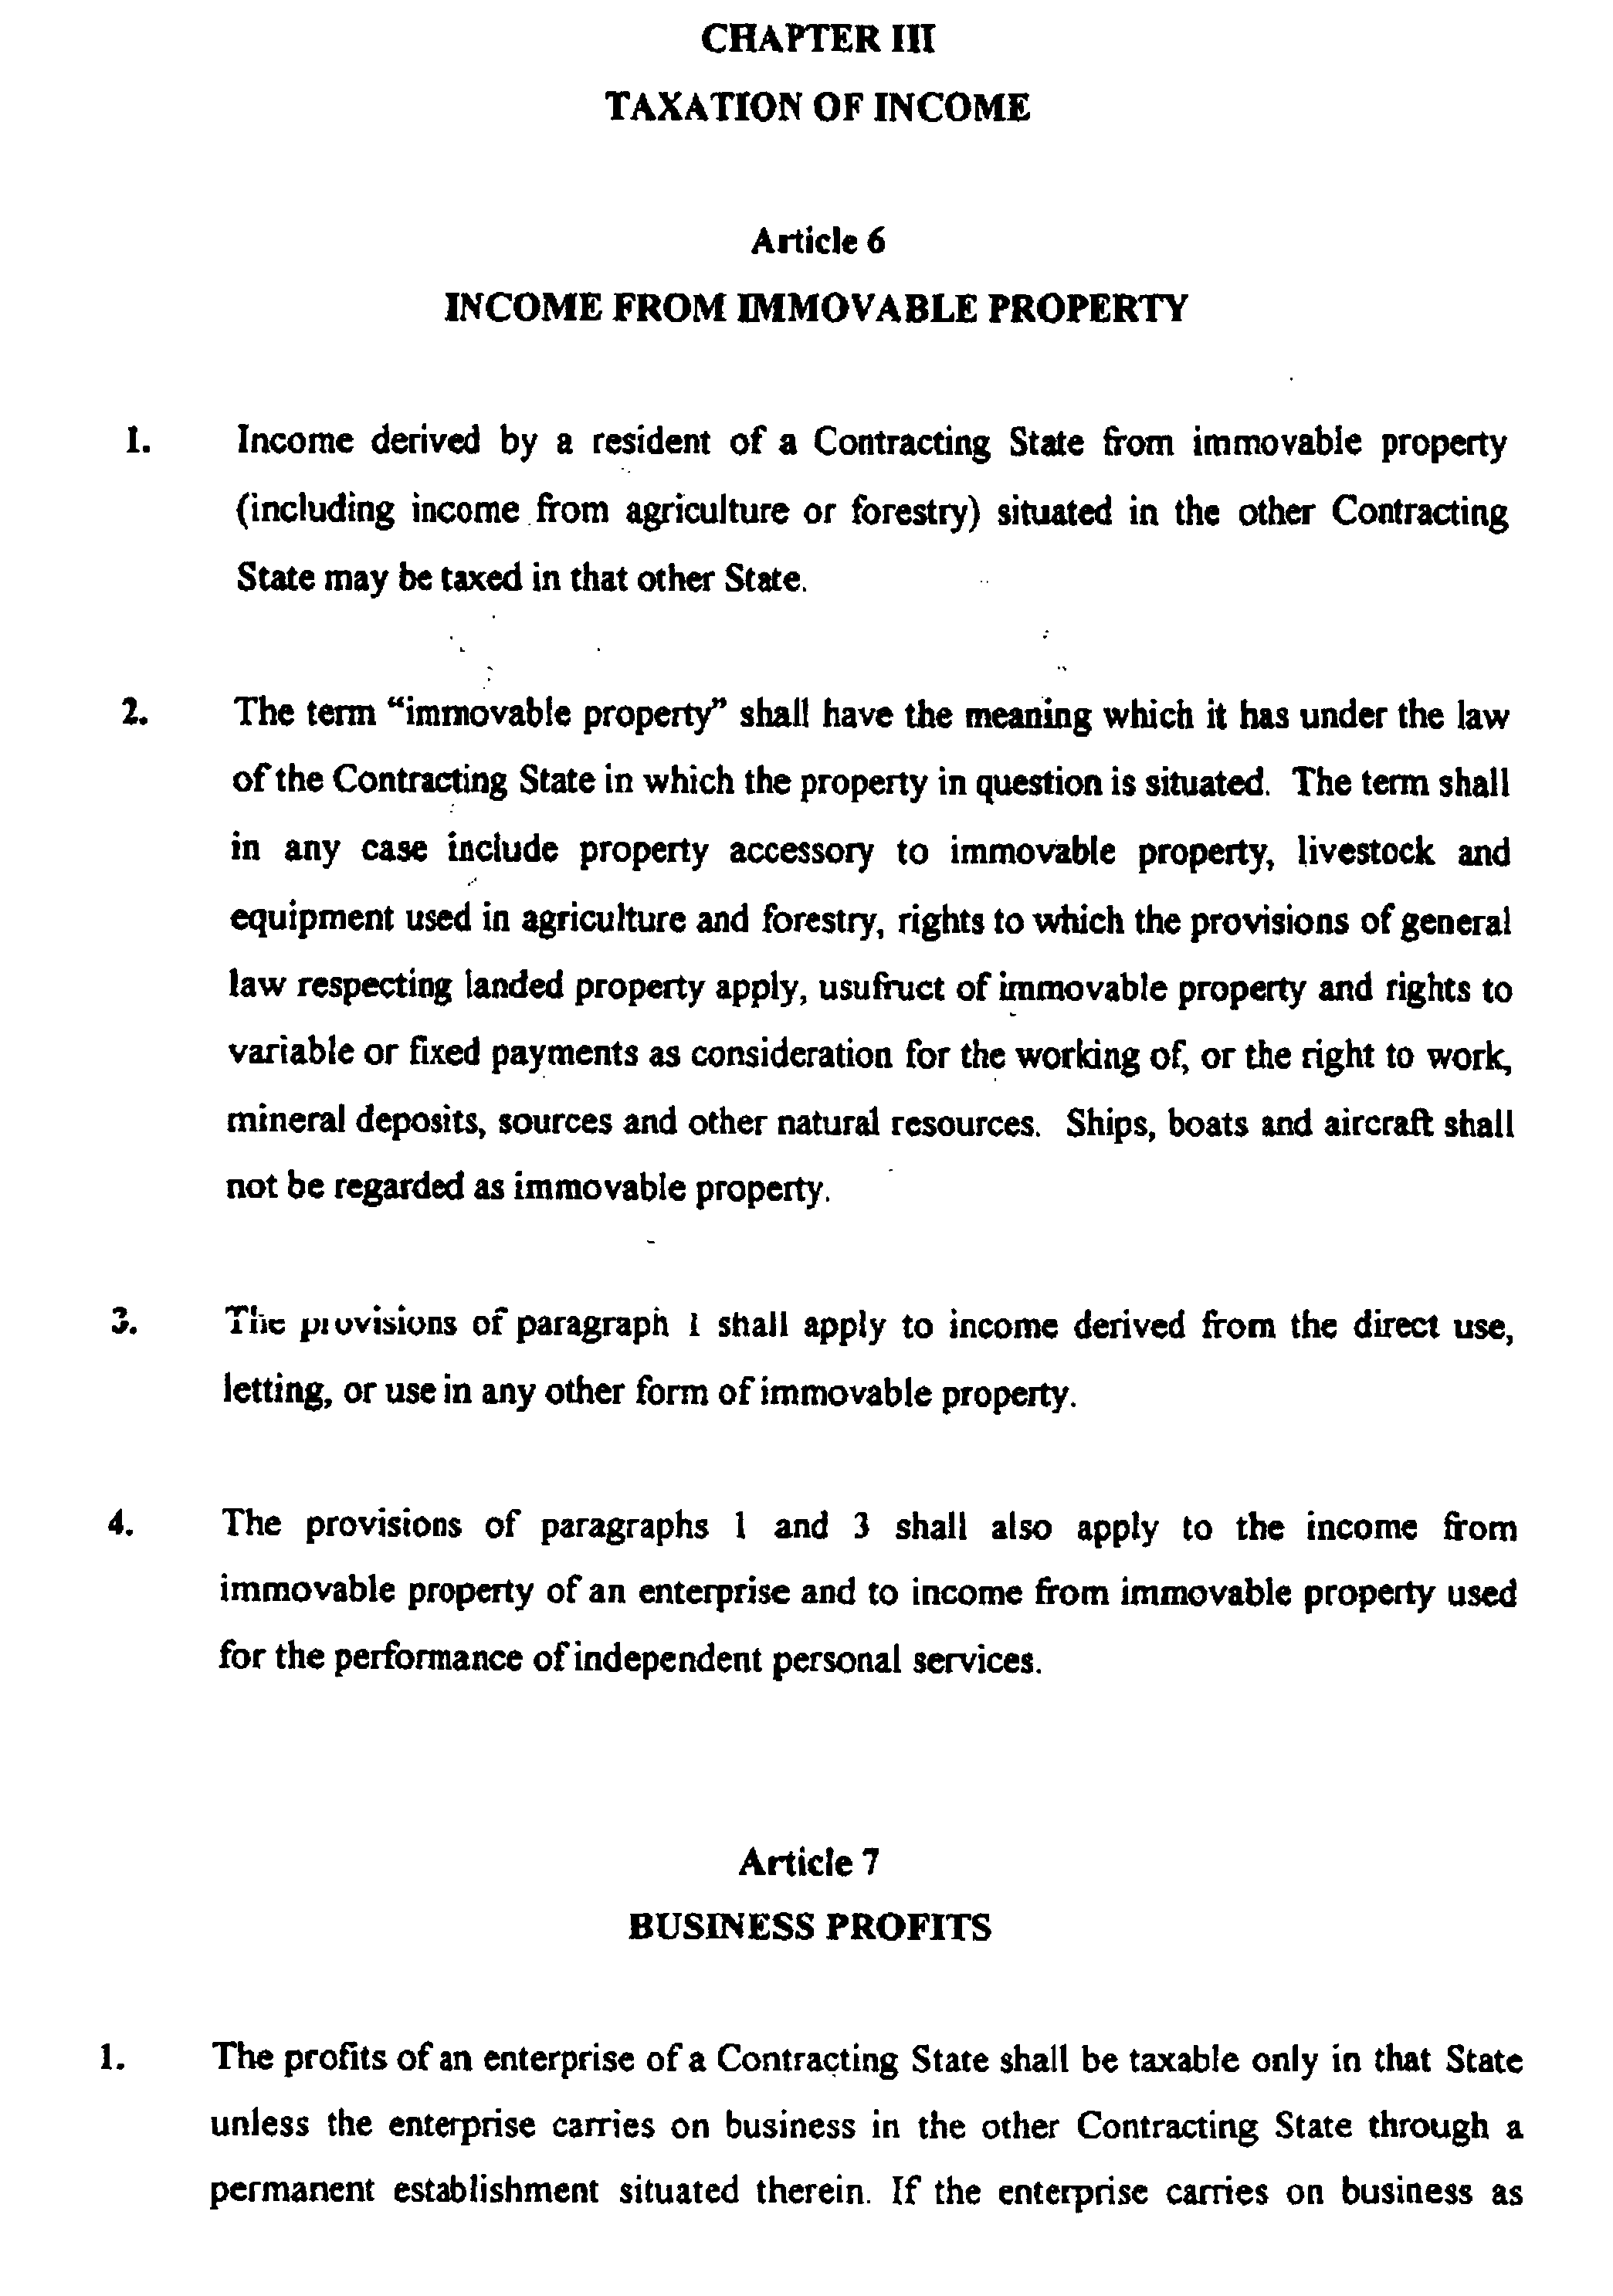 CHAPTER III
TAXATION OF INCOME
Article 6
INCOME FROM IMMOVABLE PROPERTY
1. Income derived by a resident of a Contracting State from immovable property
(including income from agriculture or forestry) situated in the other Contracting
State may be taxed in that other State.
2. The term “immovable property” shall have the meaning which it has under the law
of the Contracting State in which the property in question is situated. The term shall
in any case include property accessory to immovable property, livestock and
equipment used in agriculture and forestry, rights to which the provisions of general
law respecting landed property apply, usufruct of immovable property and rights to
variable or fixed payments as consideration for the working of, or the right to work,
mineral deposits, sources and other natural resources. Ships, boats and aircraft shall
not be regarded as immovable property.
3. The provisions of paragraph 1 shall apply to income derived from the direct use,
letting, or use in any other form of immovable property.
4. The provisions of paragraphs 1 and 3 shall also apply to the income from
immovable property of an enterprise and to income from immovable property used
for the performance of independent personal services.
Article 7
BUSINESS PROFITS
1. The profits of an enterprise of a Contracting State shall be taxable only in that State
unless the enterprise carries on business in the other Contracting State through a
permanent establishment situated therein. If the enterprise carries on business as